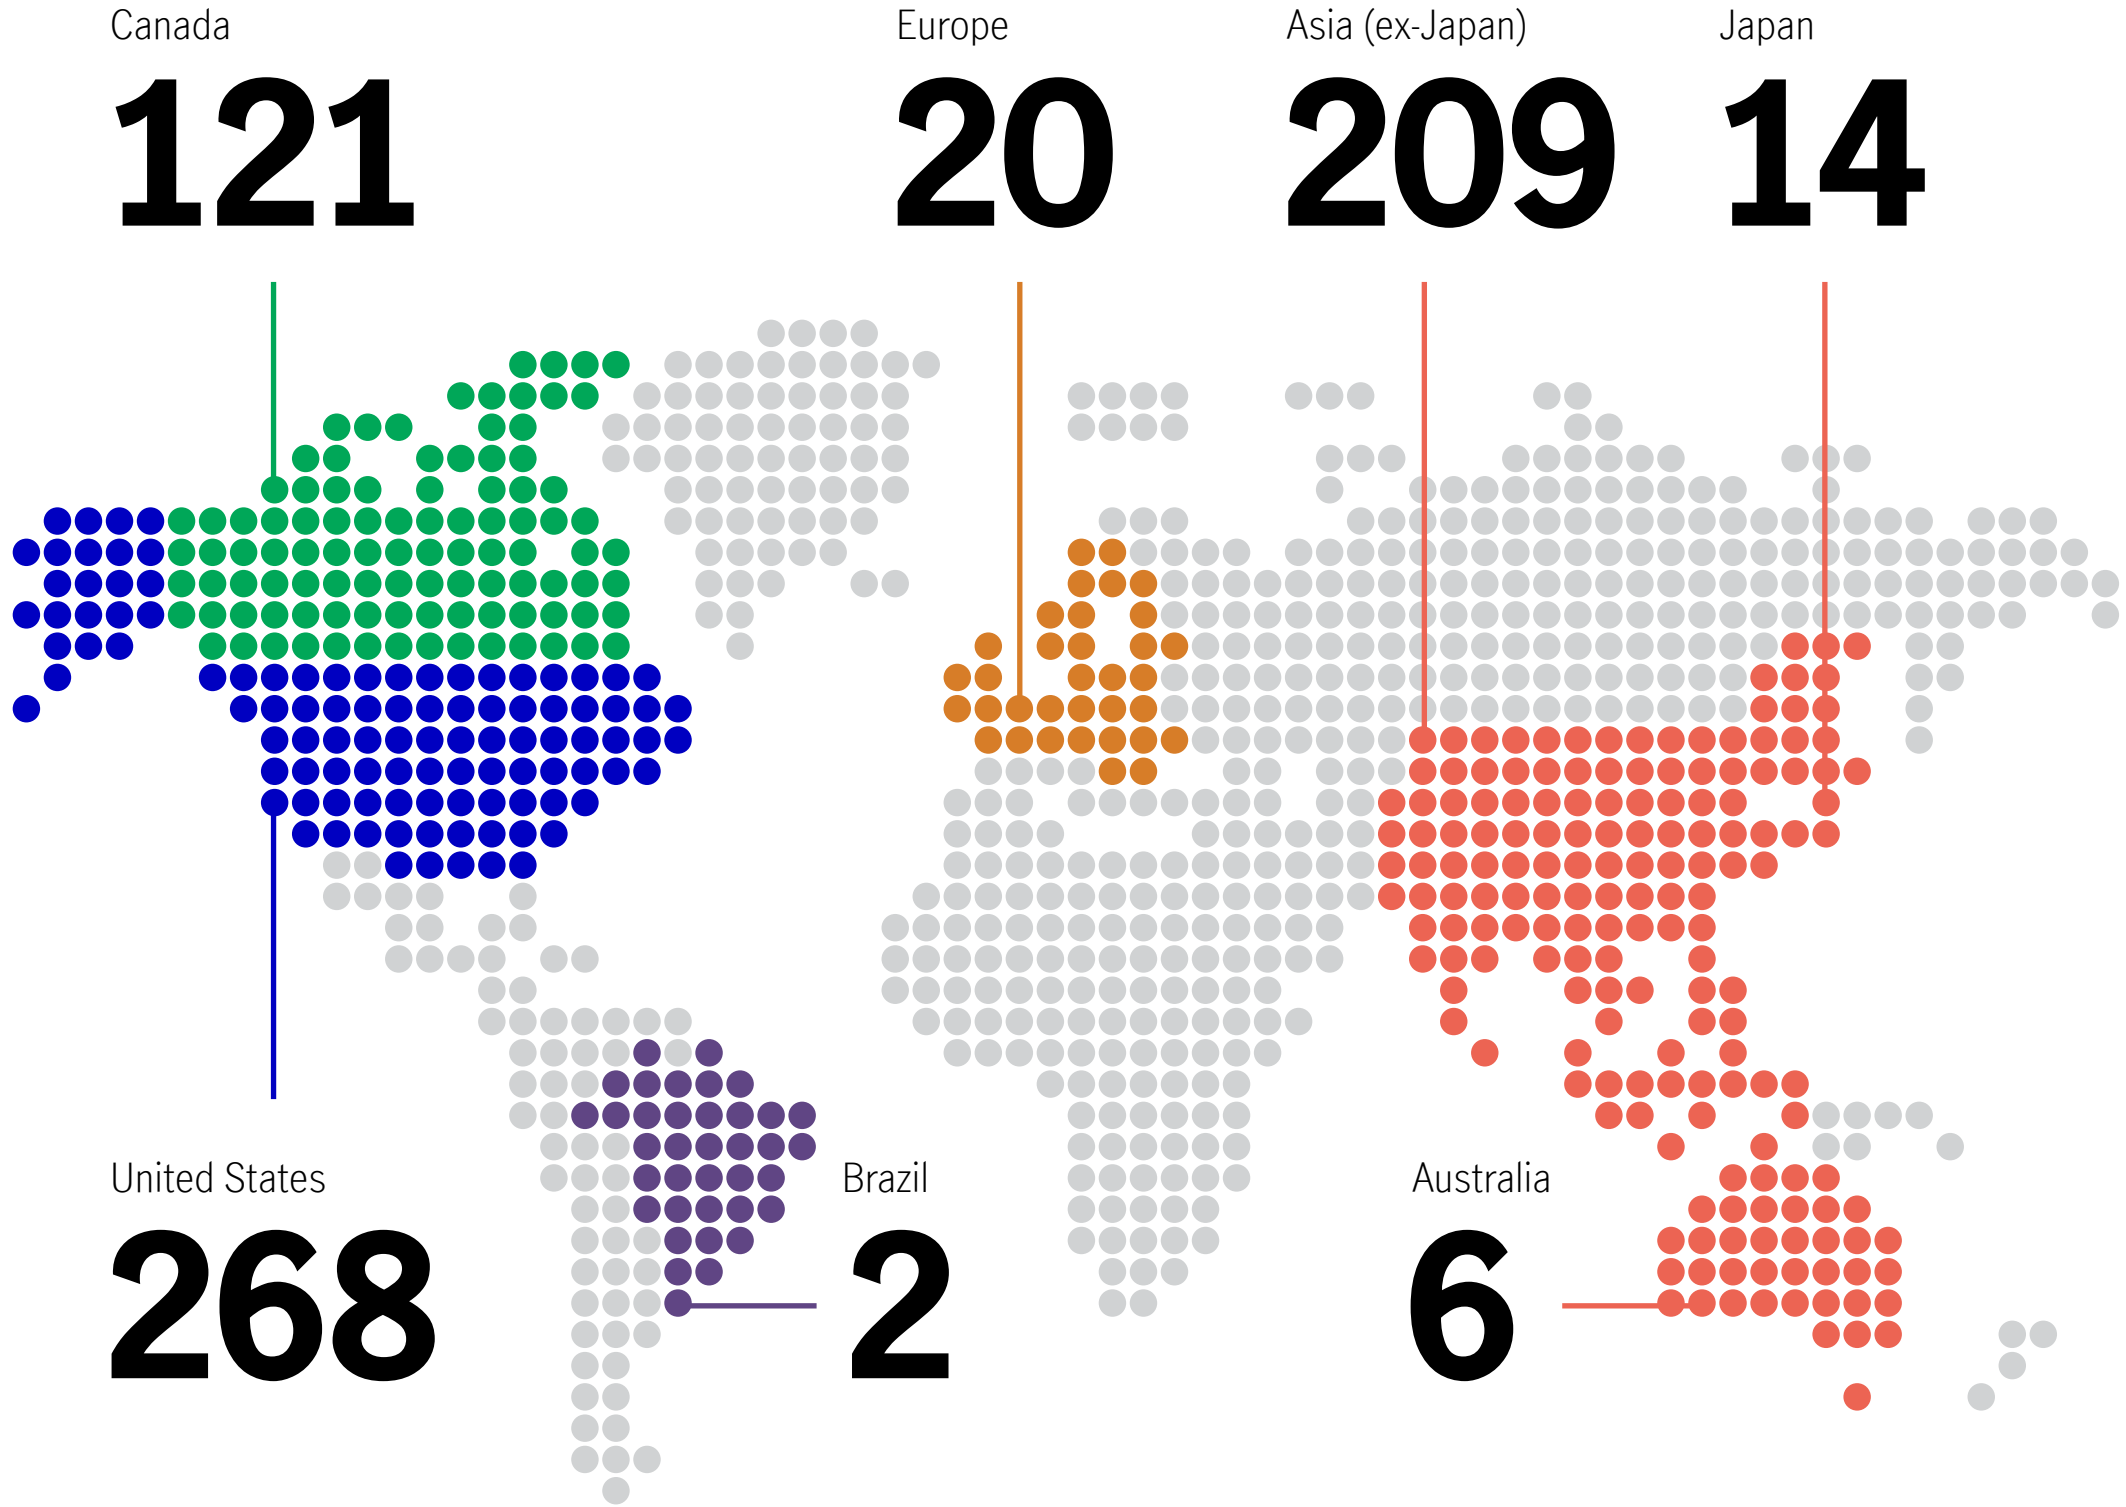 Canada
121
Europe
20
Asia (ex-Japan)
209
Japan
14
United States
268
Brazil
2
Australia
6